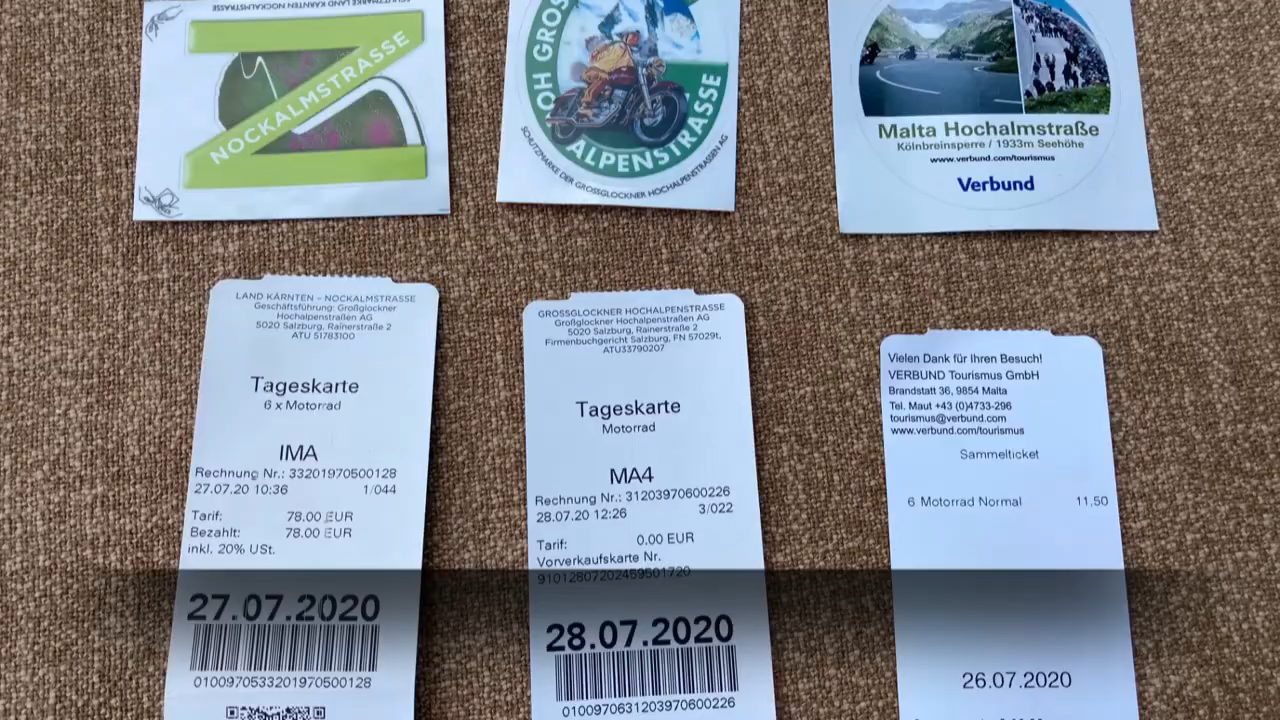 SCHUTZMARKE LAND KÄRNTEN NOCKALMSTRASSE
NOCKALMSTRASSE
ALPENSTRASSE
SCHUTZMARKE DER GROSSGLOCKNER HOCHALPENSTRASSEN AG
Malta Hochalmstraße
Kölnbreinsperre / 1933m Seehöhe
www.verbund.com/tourismus
Verbund
LAND KÄRNTEN – NOCKALMSTRASSE
Geschäftsführung: Großglockner
Hochalpenstraßen AG
5020 Salzburg, Rainerstraße 2
ATU 51783100
Tageskarte
6 x Motorrad
IMA
Rechnung Nr.: 33201970500128
27.07.20 10:36 1/044
Tarif: 78.00 EUR
Bezahlt: 78.00 EUR
inkl. 20% USt.
27.07.2020
0100970533201970500128
GROSSGLOCKNER HOCHALPENSTRASSE
Großglockner Hochalpenstraßen AG
5020 Salzburg, Rainerstraße 2
Firmenbuchgericht Salzburg, FN 57029t,
ATU33790207
Tageskarte
Motorrad
MA4
Rechnung Nr.: 31203970600226
28.07.20 12:26 3/022
Tarif: 0.00 EUR
Vorverkaufskarte Nr.
91012807202459501720
28.07.2020
0100970631203970600226
Vielen Dank für Ihren Besuch!
VERBUND Tourismus GmbH
Brandstatt 36, 9854 Malta
Tel. Maut +43 (0)4733-296
tourismus@verbund.com
www.verbund.com/tourismus
Sammelticket
6 Motorrad Normal 11,50
26.07.2020